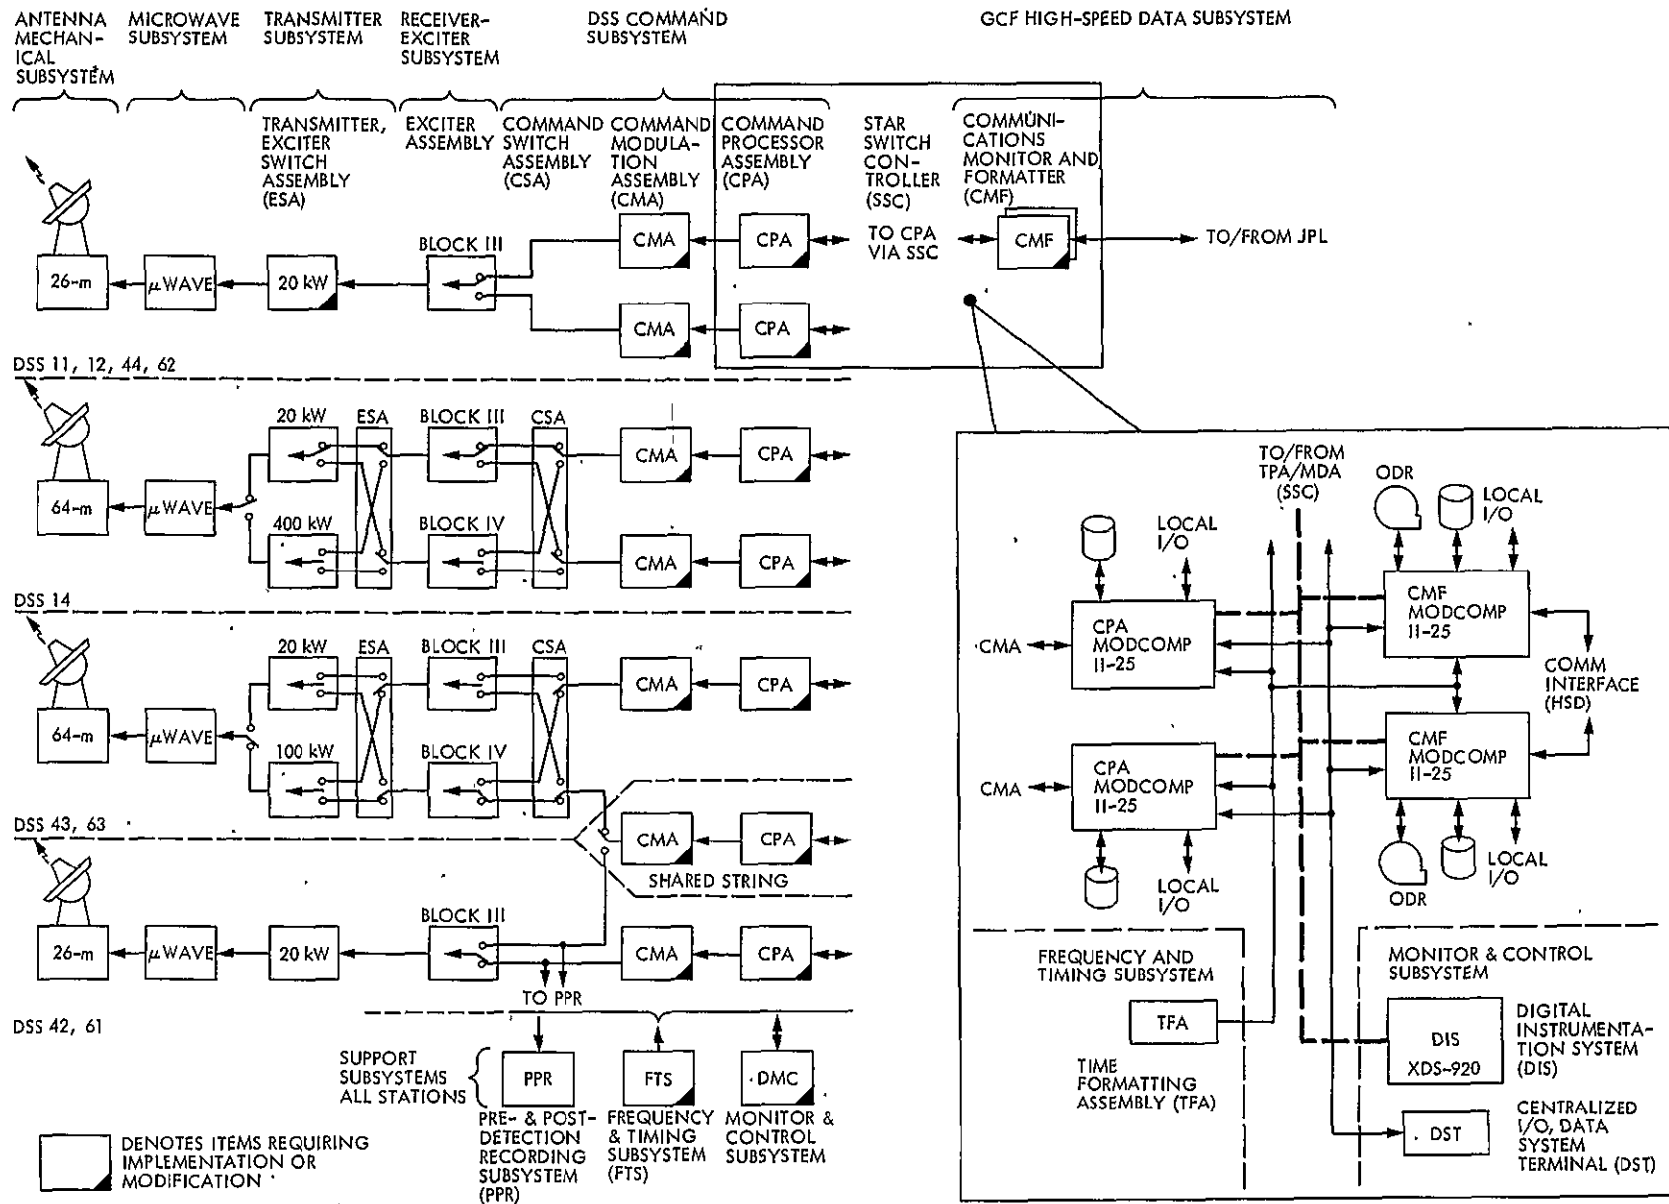 ANTENNA
MECHAN-
ICAL
SUBSYSTEM
MICROWAVE
SUBSYSTEM
TRANSMITTER
SUBSYSTEM
RECEIVER-
EXCITER
SUBSYSTEM
DSS COMMAND
SUBSYSTEM
GCF HIGH-SPEED DATA SUBSYSTEM
TRANSMITTER,
EXCITER
SWITCH
ASSEMBLY
(ESA)
EXCITER
ASSEMBLY
COMMAND
SWITCH
ASSEMBLY
(CSA)
COMMAND
MODULA-
TION
ASSEMBLY
(CMA)
COMMAND
PROCESSOR
ASSEMBLY
(CPA)
STAR
SWITCH
CON-
TROLLER
(SSC)
COMMUNI-
CATIONS
MONITOR AND
FORMATTER
(CMF)
26-m
μWAVE
20 kW
BLOCK III
CMA
CPA
TO CPA
VIA SSC
CMF
TO/FROM JPL
CMA
CPA
DSS 11, 12, 44, 62
64-m
μWAVE
20 kW
ESA
BLOCK III
CSA
CMA
CPA
400 kW
BLOCK IV
CMA
CPA
DSS 14
64-m
μWAVE
20 kW
ESA
BLOCK III
CSA
CMA
CPA
100 kW
BLOCK IV
DSS 43, 63
CMA
CPA
SHARED STRING
26-m
μWAVE
20 kW
BLOCK III
CMA
CPA
TO PPR
DSS 42, 61
SUPPORT
SUBSYSTEMS
ALL STATIONS
PPR
FTS
DMC
PRE- & POST-
DETECTION
RECORDING
SUBSYSTEM
(PPR)
FREQUENCY
& TIMING
SUBSYSTEM
(FTS)
MONITOR &
CONTROL
SUBSYSTEM
DENOTES ITEMS REQUIRING
IMPLEMENTATION OR
MODIFICATION
TO/FROM
TPA/MDA
(SSC)
ODR
LOCAL
I/O
LOCAL
I/O
CMA
CPA
MODCOMP
II-25
CMF
MODCOMP
II-25
COMM
INTERFACE
(HSD)
CMA
CPA
MODCOMP
II-25
CMF
MODCOMP
II-25
LOCAL
I/O
ODR
LOCAL
I/O
FREQUENCY AND
TIMING SUBSYSTEM
TFA
TIME
FORMATTING
ASSEMBLY (TFA)
MONITOR & CONTROL
SUBSYSTEM
DIS
XDS-920
DIGITAL
INSTRUMENTA-
TION SYSTEM
(DIS)
DST
CENTRALIZED
I/O, DATA
SYSTEM
TERMINAL (DST)